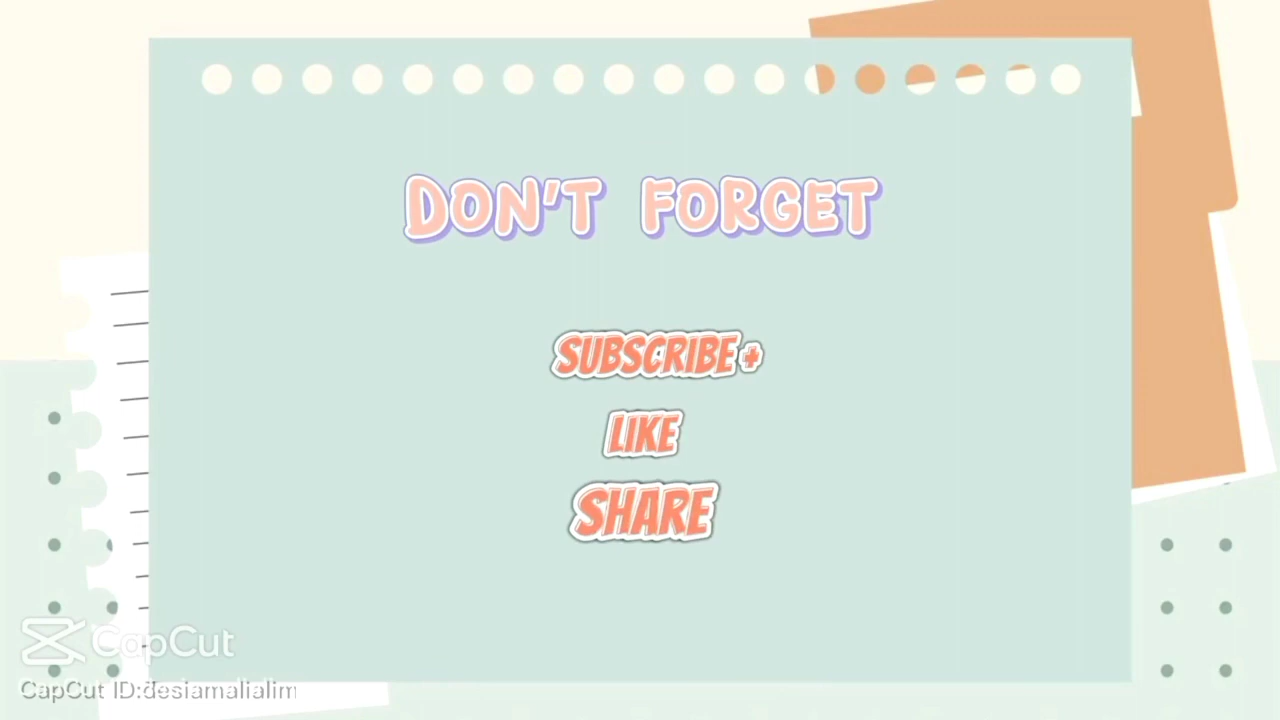 DON'T FORGET
SUBSCRIBE +
LIKE
SHARE
CapCut
CapCut ID:desiamalialim